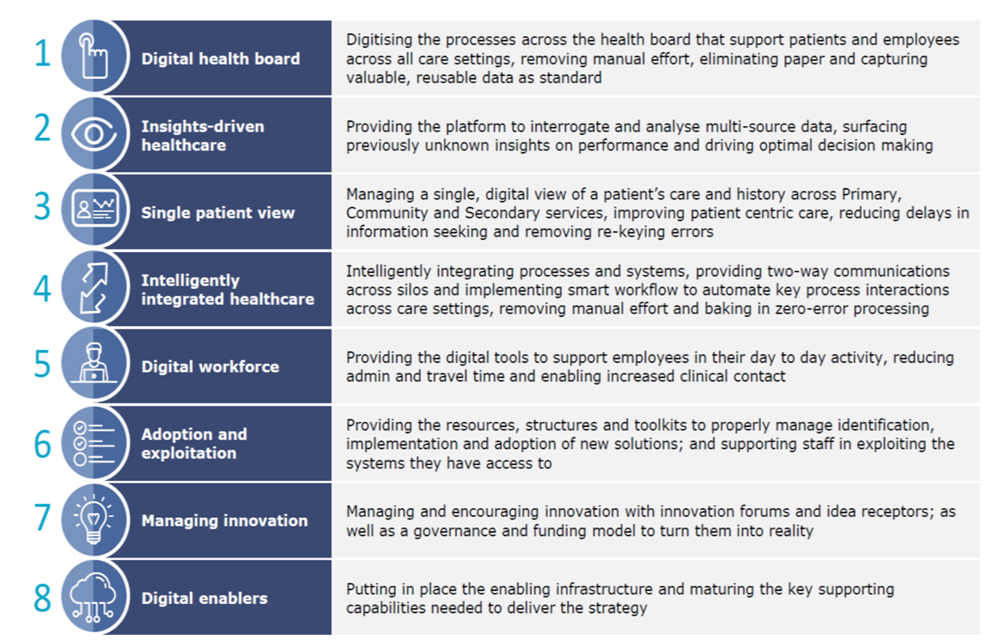 1
Digital health board
Digitising the processes across the health board that support patients and employees
across all care settings, removing manual effort, eliminating paper and capturing
valuable, reusable data as standard
2
Insights-driven
healthcare
Providing the platform to interrogate and analyse multi-source data, surfacing
previously unknown insights on performance and driving optimal decision making
3
Single patient view
Managing a single, digital view of a patient's care and history across Primary,
Community and Secondary services, improving patient centric care, reducing delays in
information seeking and removing re-keying errors
4
Intelligently
integrated healthcare
Intelligently integrating processes and systems, providing two-way communications
across silos and implementing smart workflow to automate key process interactions
across care settings, removing manual effort and baking in zero-error processing
5
Digital workforce
Providing the digital tools to support employees in their day to day activity, reducing
admin and travel time and enabling increased clinical contact
6
Adoption and
exploitation
Providing the resources, structures and toolkits to properly manage identification,
implementation and adoption of new solutions; and supporting staff in exploiting the
systems they have access to
7
Managing innovation
Managing and encouraging innovation with innovation forums and idea receptors; as
well as a governance and funding model to turn them into reality
8
Digital enablers
Putting in place the enabling infrastructure and maturing the key supporting
capabilities needed to deliver the strategy